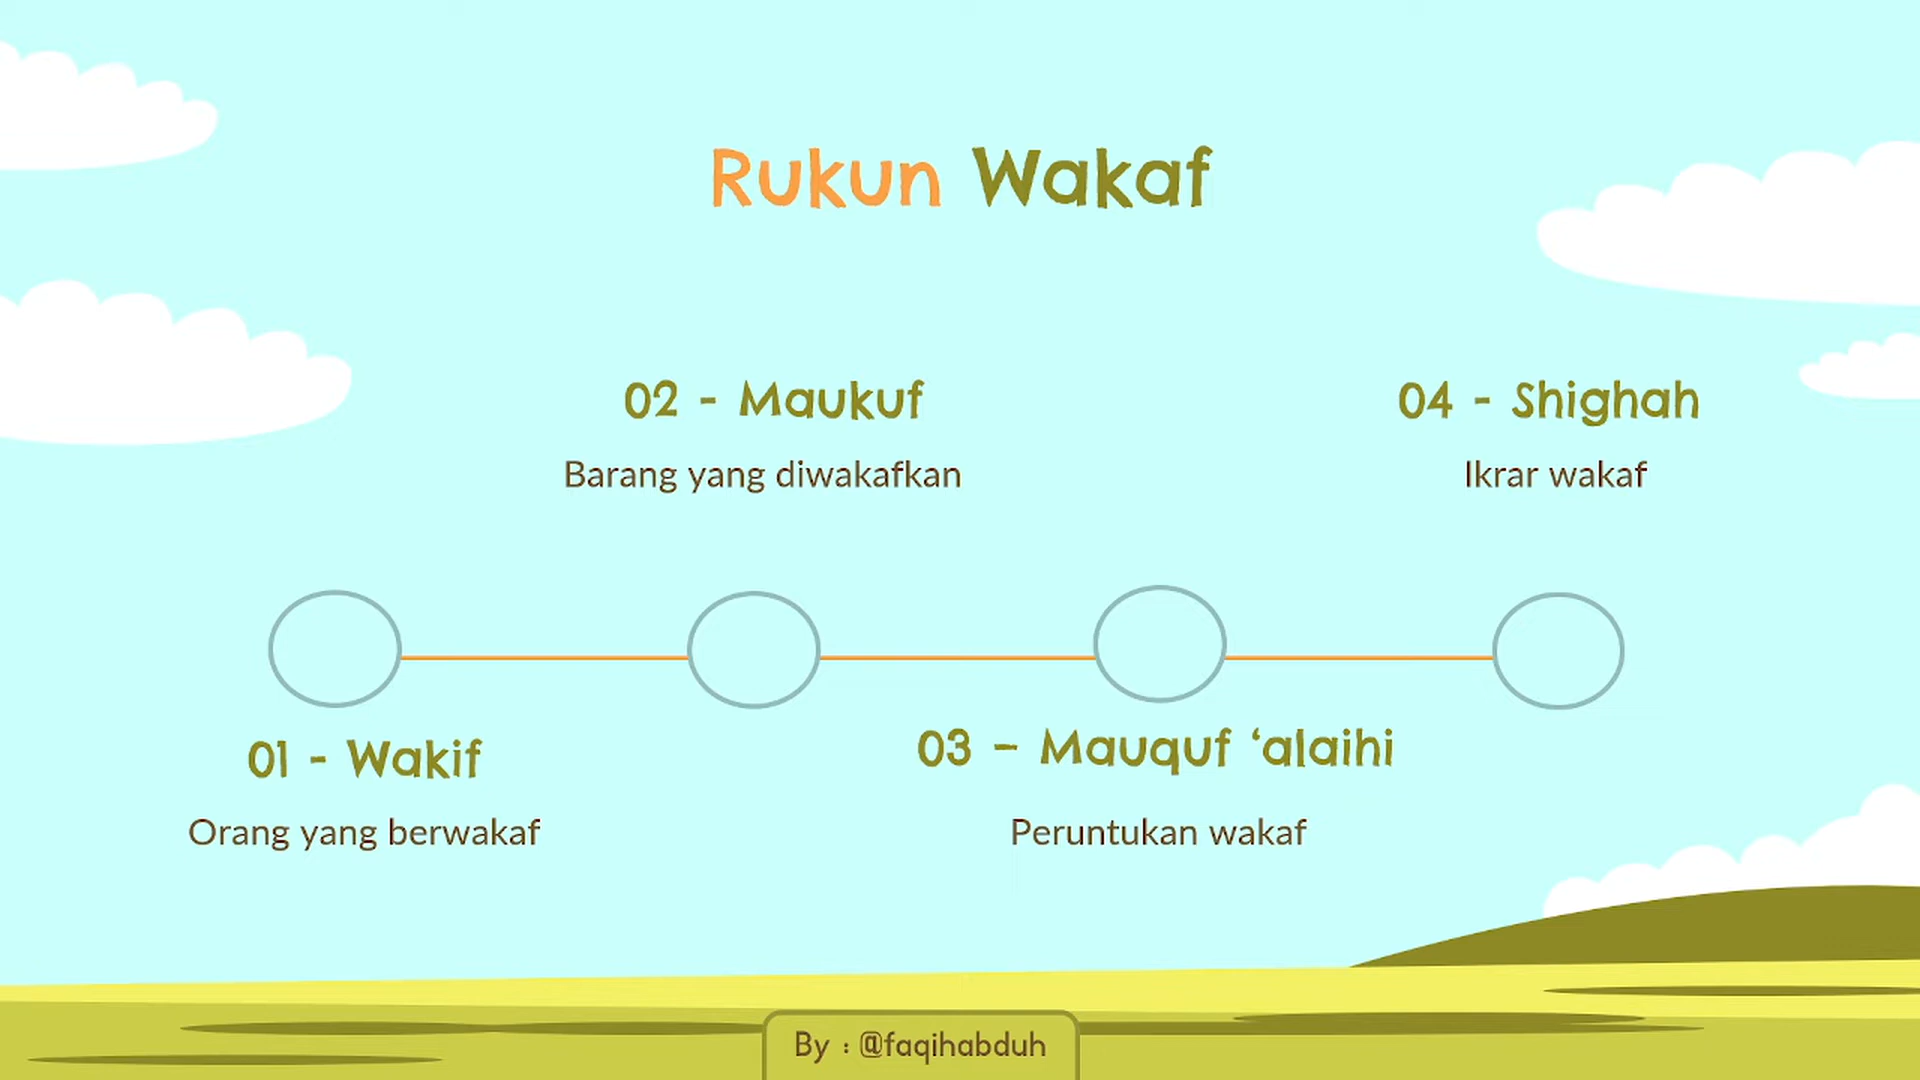 Rukun Wakaf
01 - Wakif
Orang yang berwakaf
02 - Maukuf
Barang yang diwakafkan
03 – Mauquf ‘alaihi
Peruntukan wakaf
04 - Shighah
Ikrar wakaf
By : @faqihabduh